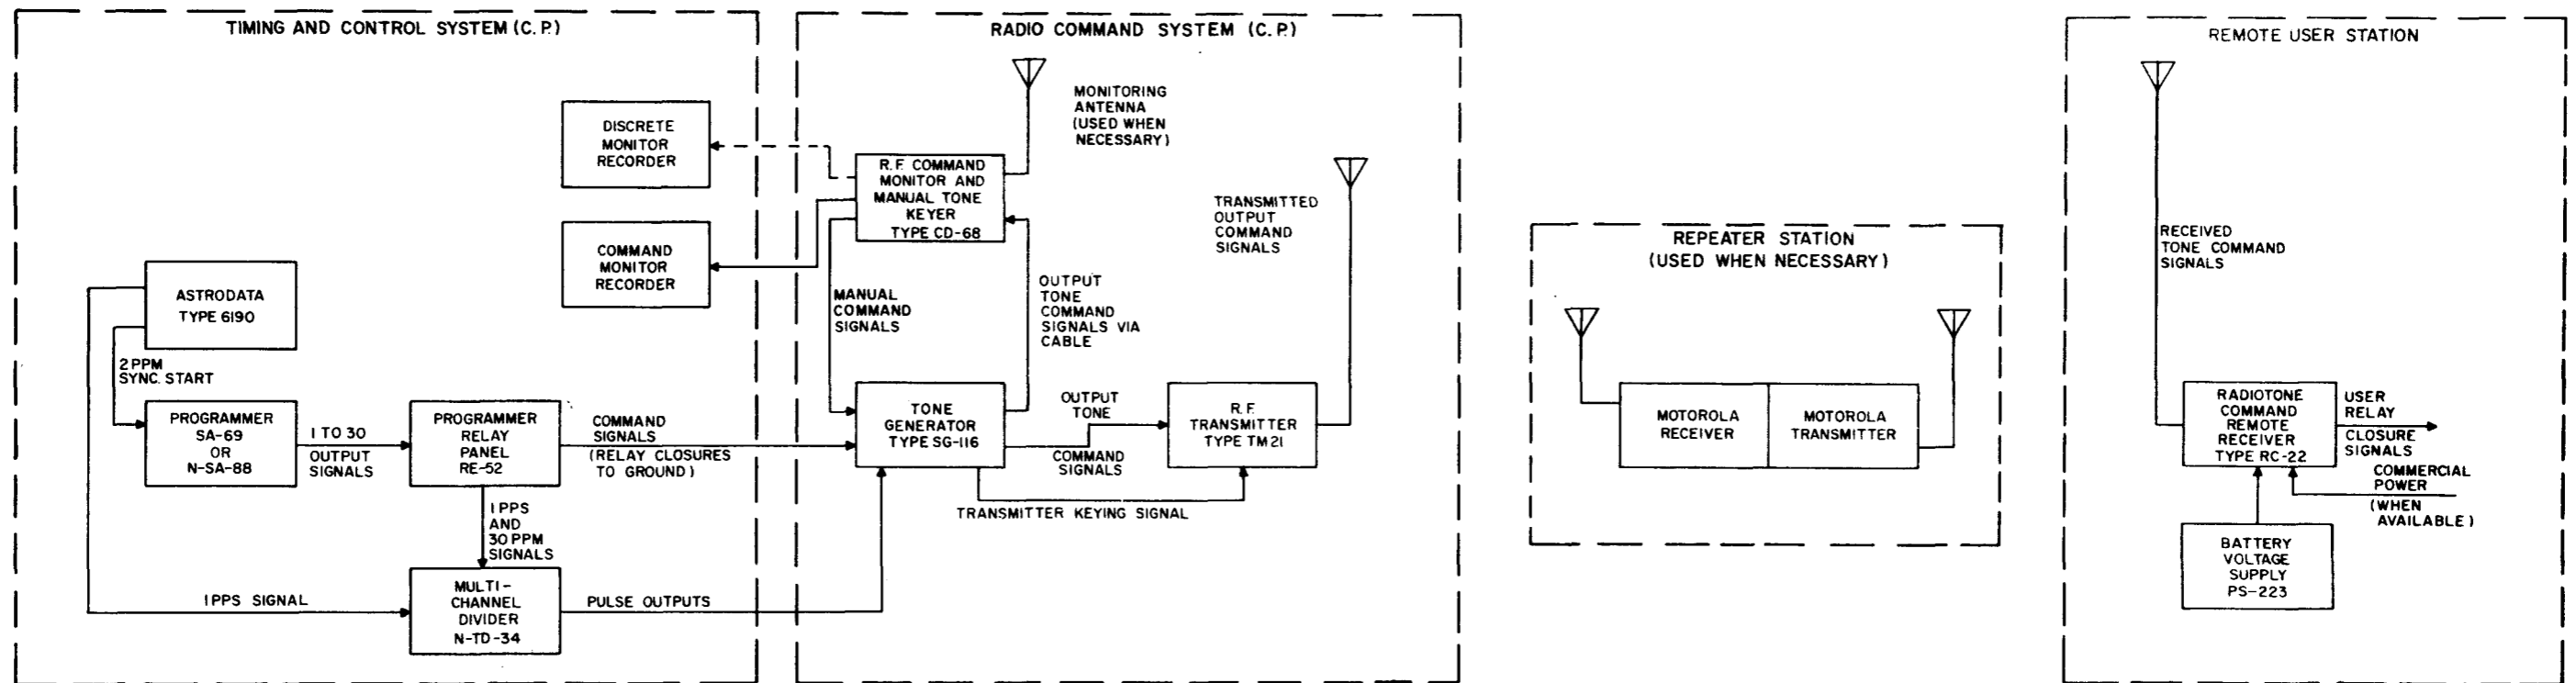 TIMING AND CONTROL SYSTEM (C.P.)
DISCRETE
MONITOR
RECORDER
COMMAND
MONITOR
RECORDER
ASTRODATA
TYPE 6190
2 PPM
SYNC. START
PROGRAMMER
SA-69
OR
N-SA-88
1 TO 30
OUTPUT
SIGNALS
PROGRAMMER
RELAY
PANEL
RE-52
COMMAND
SIGNALS
(RELAY CLOSURES
TO GROUND)
1 PPS
AND
30 PPM
SIGNALS
1 PPS SIGNAL
MULTI-
CHANNEL
DIVIDER
N-TD-34
PULSE OUTPUTS
RADIO COMMAND SYSTEM (C.P.)
MONITORING
ANTENNA
(USED WHEN
NECESSARY)
R.F. COMMAND
MONITOR AND
MANUAL TONE
KEYER
TYPE CD-68
TRANSMITTED
OUTPUT
COMMAND
SIGNALS
MANUAL
COMMAND
SIGNALS
OUTPUT
TONE
COMMAND
SIGNALS VIA
CABLE
TONE
GENERATOR
TYPE SG-116
OUTPUT
TONE
COMMAND
SIGNALS
R.F.
TRANSMITTER
TYPE TM21
TRANSMITTER KEYING SIGNAL
REPEATER STATION
(USED WHEN NECESSARY)
MOTOROLA
RECEIVER
MOTOROLA
TRANSMITTER
REMOTE USER STATION
RECEIVED
TONE COMMAND
SIGNALS
RADIOTONE
COMMAND
REMOTE
RECEIVER
TYPE RC-22
USER
RELAY
CLOSURE
SIGNALS
COMMERCIAL
POWER
(WHEN
AVAILABLE)
BATTERY
VOLTAGE
SUPPLY
PS-223